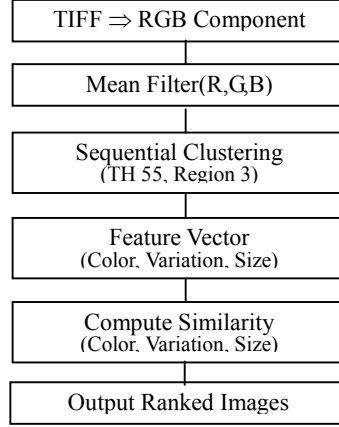 TIFF ⇒ RGB Component
Mean Filter(R,G,B)
Sequential Clustering
(TH 55, Region 3)
Feature Vector
(Color, Variation, Size)
Compute Similarity
(Color, Variation, Size)
Output Ranked Images